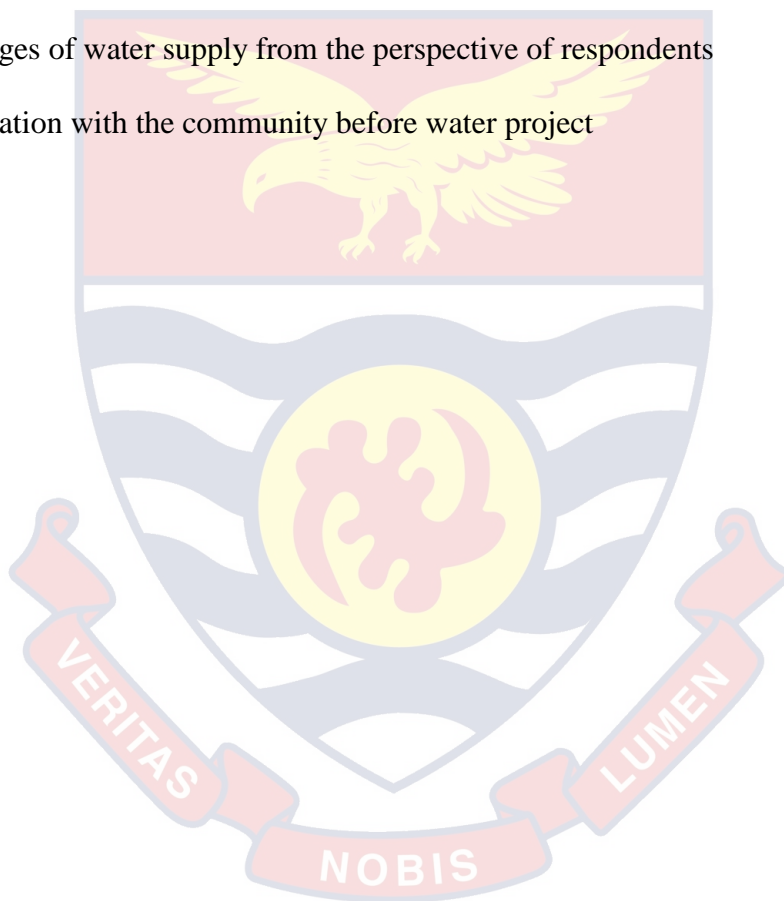 ges of water supply from the perspective of respondents
ation with the community before water project
VERITAS
NOBIS
LUMEN